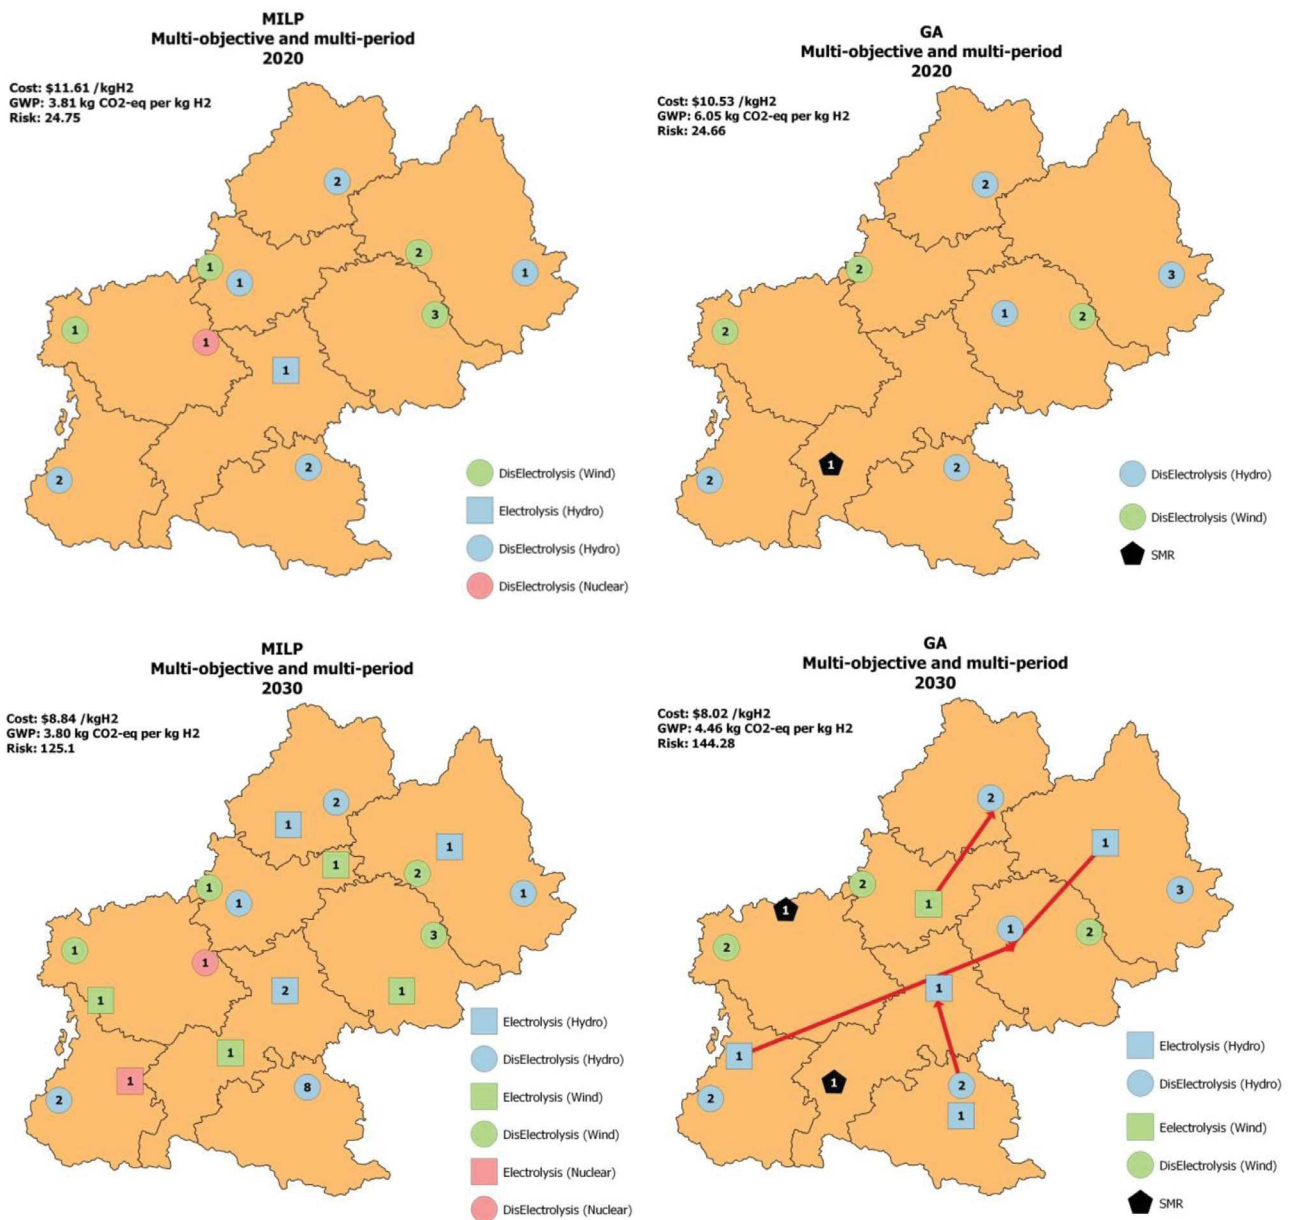 MILP
Multi-objective and multi-period
2020
Cost: $11.61 /kgH2
GWP: 3.81 kg CO2-eq per kg H2
Risk: 24.75
2
1
2
1
1
1
3
1
1
2
2
DisElectrolysis (Wind)
Electrolysis (Hydro)
DisElectrolysis (Hydro)
DisElectrolysis (Nuclear)
GA
Multi-objective and multi-period
2020
Cost: $10.53 /kgH2
GWP: 6.05 kg CO2-eq per kg H2
Risk: 24.66
2
2
3
1
2
2
1
2
2
DisElectrolysis (Hydro)
DisElectrolysis (Wind)
SMR
MILP
Multi-objective and multi-period
2030
Cost: $8.84 /kgH2
GWP: 3.80 kg CO2-eq per kg H2
Risk: 125.1
2
1
1
1
2
1
1
1
3
1
1
2
1
1
1
1
8
2
Electrolysis (Hydro)
DisElectrolysis (Hydro)
Electrolysis (Wind)
DisElectrolysis (Wind)
Electrolysis (Nuclear)
DisElectrolysis (Nuclear)
GA
Multi-objective and multi-period
2030
Cost: $8.02 /kgH2
GWP: 4.46 kg CO2-eq per kg H2
Risk: 144.28
2
1
2
3
1
1
1
2
2
1
1
1
2
2
1
Electrolysis (Hydro)
DisElectrolysis (Hydro)
Eelectrolysis (Wind)
DisElectrolysis (Wind)
SMR